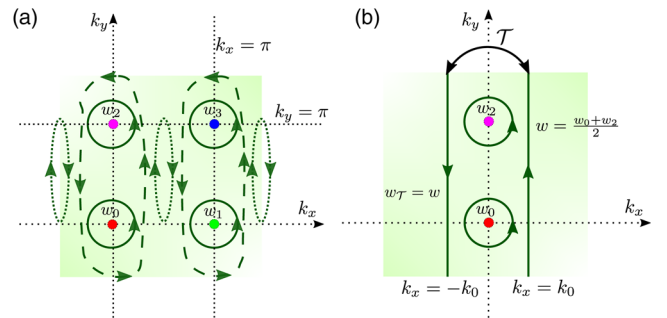 (a)
k_y
k_x = π
w_2
w_3
k_y = π
w_0
w_1
k_x
(b)
k_y
𝒯
w_2
w = \frac{w_0+w_2}{2}
w_𝒯 = w
w_0
k_x
k_x = -k_0
k_x = k_0